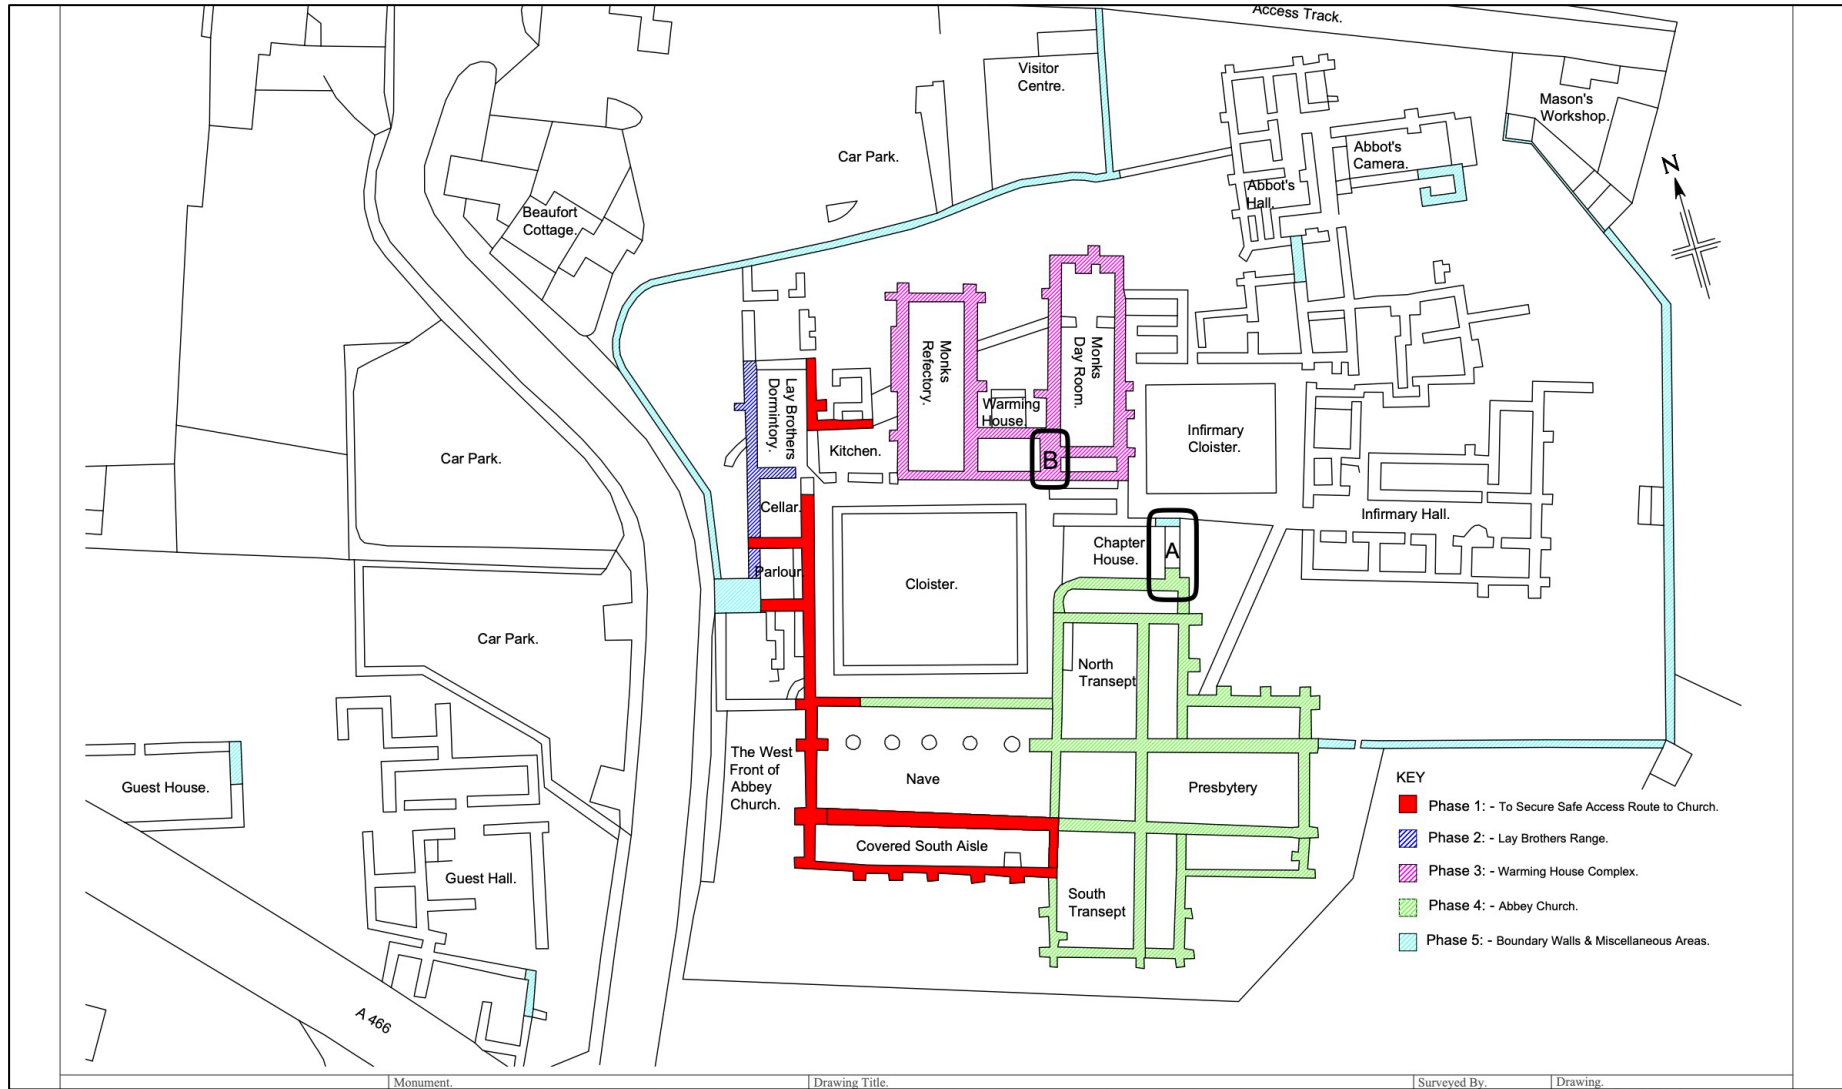 Access Track.
Visitor
Centre.
Mason's
Workshop.
Car Park.
Abbot's
Camera.
N
Abbot's
Hall.
Beaufort
Cottage.
Monks
Refectory.
Monks
Day Room.
Lay Brothers
Dormintory.
Warming
House.
Kitchen.
Infirmary
Cloister.
B
Car Park.
Cellar.
Infirmary Hall.
Chapter
House.
A
Parlour.
Cloister.
Car Park.
North
Transept
The West
Front of
Abbey
Church.
Nave
Presbytery
Guest House.
Covered South Aisle
Guest Hall.
South
Transept
A 466
KEY
Phase 1: - To Secure Safe Access Route to Church.
Phase 2: - Lay Brothers Range.
Phase 3: - Warming House Complex.
Phase 4: - Abbey Church.
Phase 5: - Boundary Walls & Miscellaneous Areas.
Monument.
Drawing Title.
Surveyed By.
Drawing.